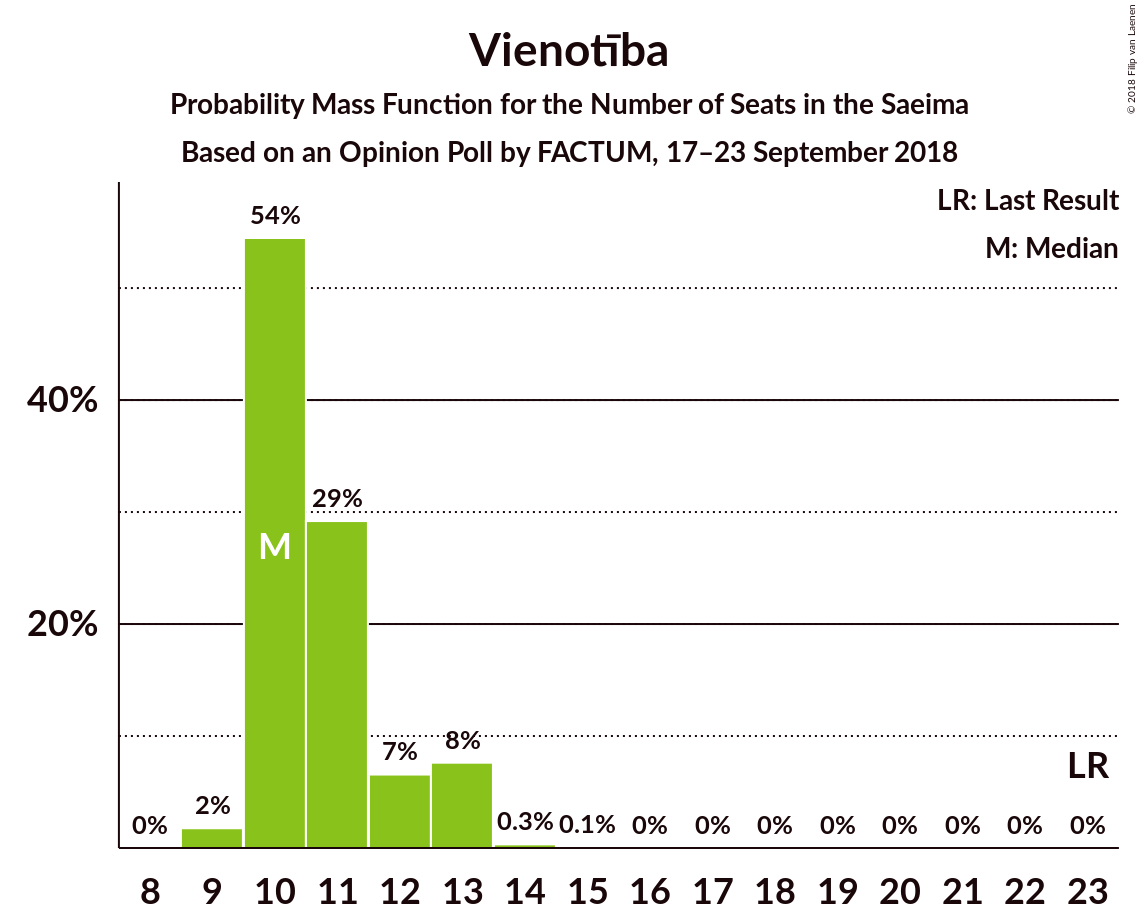 Vienotība
Probability Mass Function for the Number of Seats in the Saeima
Based on an Opinion Poll by FACTUM, 17–23 September 2018
© 2018 Filip van Laenen
LR: Last Result
M: Median
40%
20%
0%
2%
54%
29%
7%
8%
0.3%
0.1%
0%
0%
0%
0%
0%
0%
0%
0%
M
LR
8 9 10 11 12 13 14 15 16 17 18 19 20 21 22 23